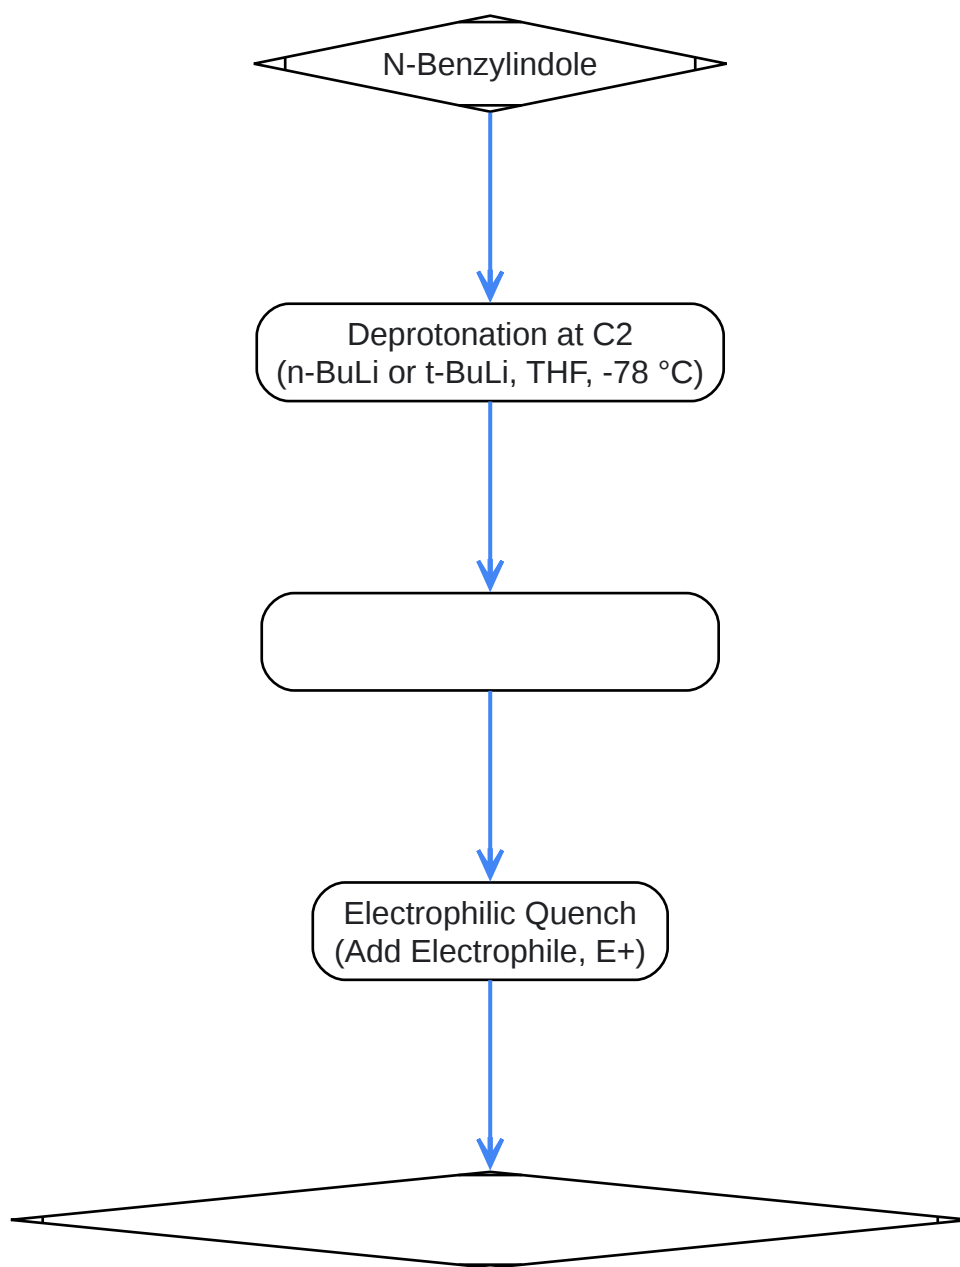 N-Benzylindole
Deprotonation at C2
(n-BuLi or t-BuLi, THF, -78 °C)
Electrophilic Quench
(Add Electrophile, E+)